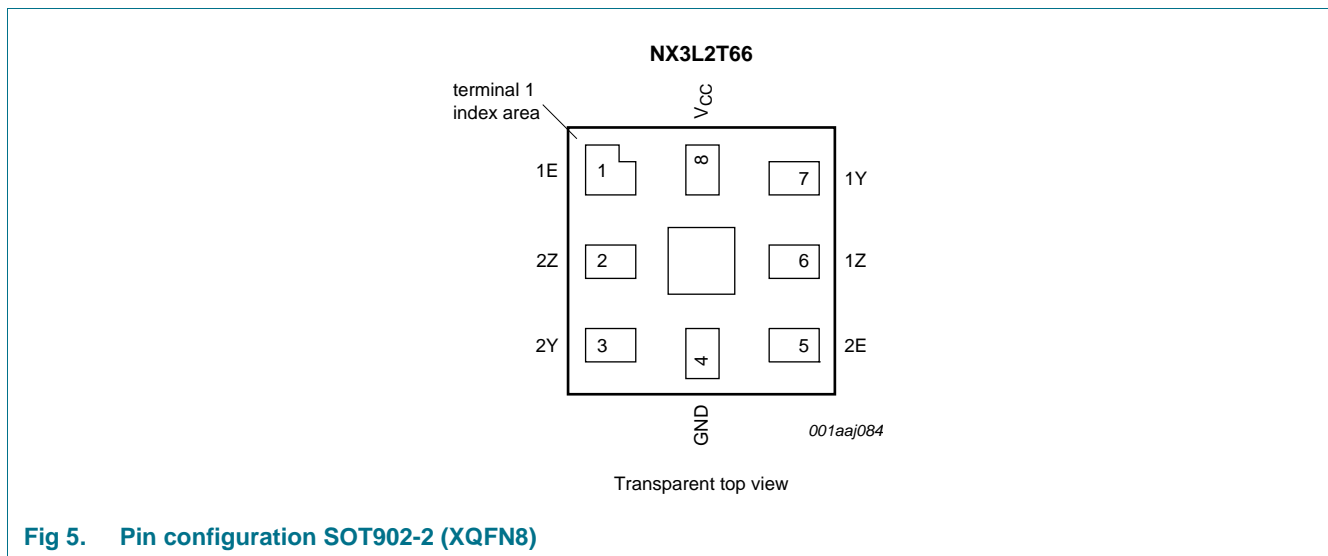 NX3L2T66
terminal 1
index area
VCC
1E
1
8
7
1Y
2Z
2
6
1Z
2Y
3
4
5
2E
GND
001aaj084
Transparent top view
Fig 5. Pin configuration SOT902-2 (XQFN8)